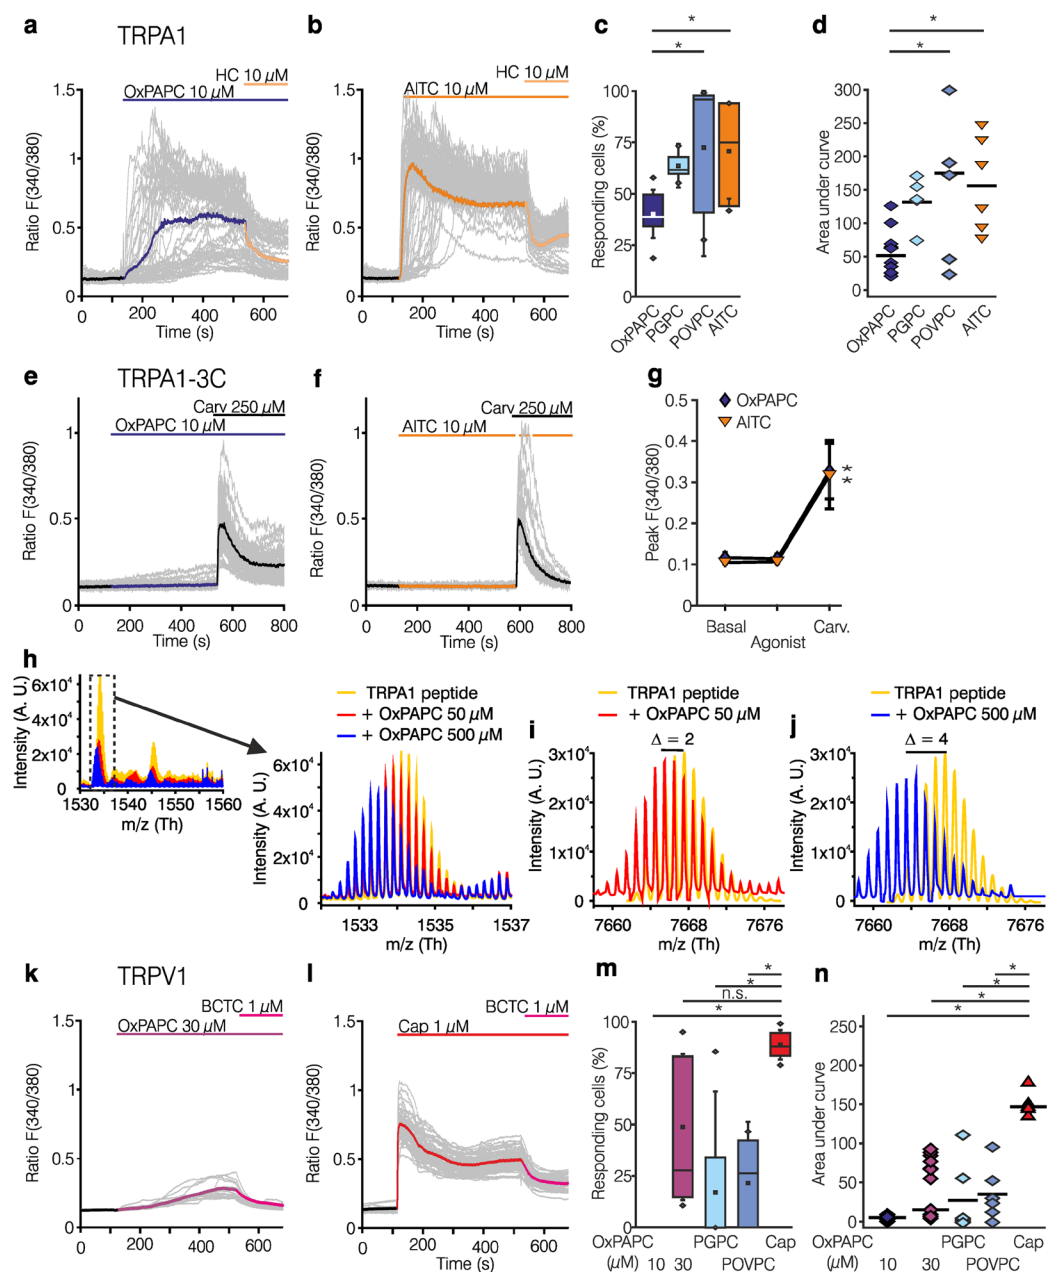 a TRPA1
HC 10 µM
OxPAPC 10 µM
1.5
1
0.5
0
Ratio F(340/380)
0 200 400 600
Time (s)
b
HC 10 µM
AITC 10 µM
1.5
1
0.5
0
Ratio F(340/380)
0 200 400 600
Time (s)
c
*
*
100
75
50
25
0
Responding cells (%)
OxPAPC PGPC POVPC AITC
d
*
*
300
250
200
150
100
50
0
Area under curve
OxPAPC PGPC POVPC AITC
e TRPA1-3C
Carv 250 µM
OxPAPC 10 µM
1
0.5
0
Ratio F(340/380)
0 200 400 600 800
Time (s)
f
Carv 250 µM
AITC 10 µM
1
0.5
0
Ratio F(340/380)
0 200 400 600 800
Time (s)
g
OxPAPC
AITC
0.5
0.4
0.3
0.2
0.1
0
Peak F(340/380)
*
*
Basal Agonist Carv.
h
6x10⁴
4x10⁴
2x10⁴
0
Intensity (A. U.)
1530 1540 1550 1560
m/z (Th)
TRPA1 peptide
+ OxPAPC 50 µM
+ OxPAPC 500 µM
6x10⁴
4x10⁴
2x10⁴
0
Intensity (A. U.)
1533 1535 1537
m/z (Th)
i
TRPA1 peptide
+ OxPAPC 50 µM
Δ = 2
3x10⁴
2x10⁴
1x10⁴
0
Intensity (A. U.)
7660 7668 7676
m/z (Th)
j
TRPA1 peptide
+ OxPAPC 500 µM
Δ = 4
3x10⁴
2x10⁴
1x10⁴
0
Intensity (A. U.)
7660 7668 7676
m/z (Th)
k TRPV1
BCTC 1 µM
OxPAPC 30 µM
1.5
1
0.5
0
Ratio F(340/380)
0 200 400 600
l
BCTC 1 µM
Cap 1 µM
1.5
1
0.5
0
Ratio F(340/380)
0 200 400 600
Time (s)
m
*
*
n.s.
*
100
75
50
25
0
Responding cells (%)
OxPAPC PGPC Cap
(µM) 10 30 POVPC
n
*
*
*
*
250
200
150
100
50
0
Area under curve
OxPAPC PGPC Cap
(µM) 10 30 POVPC